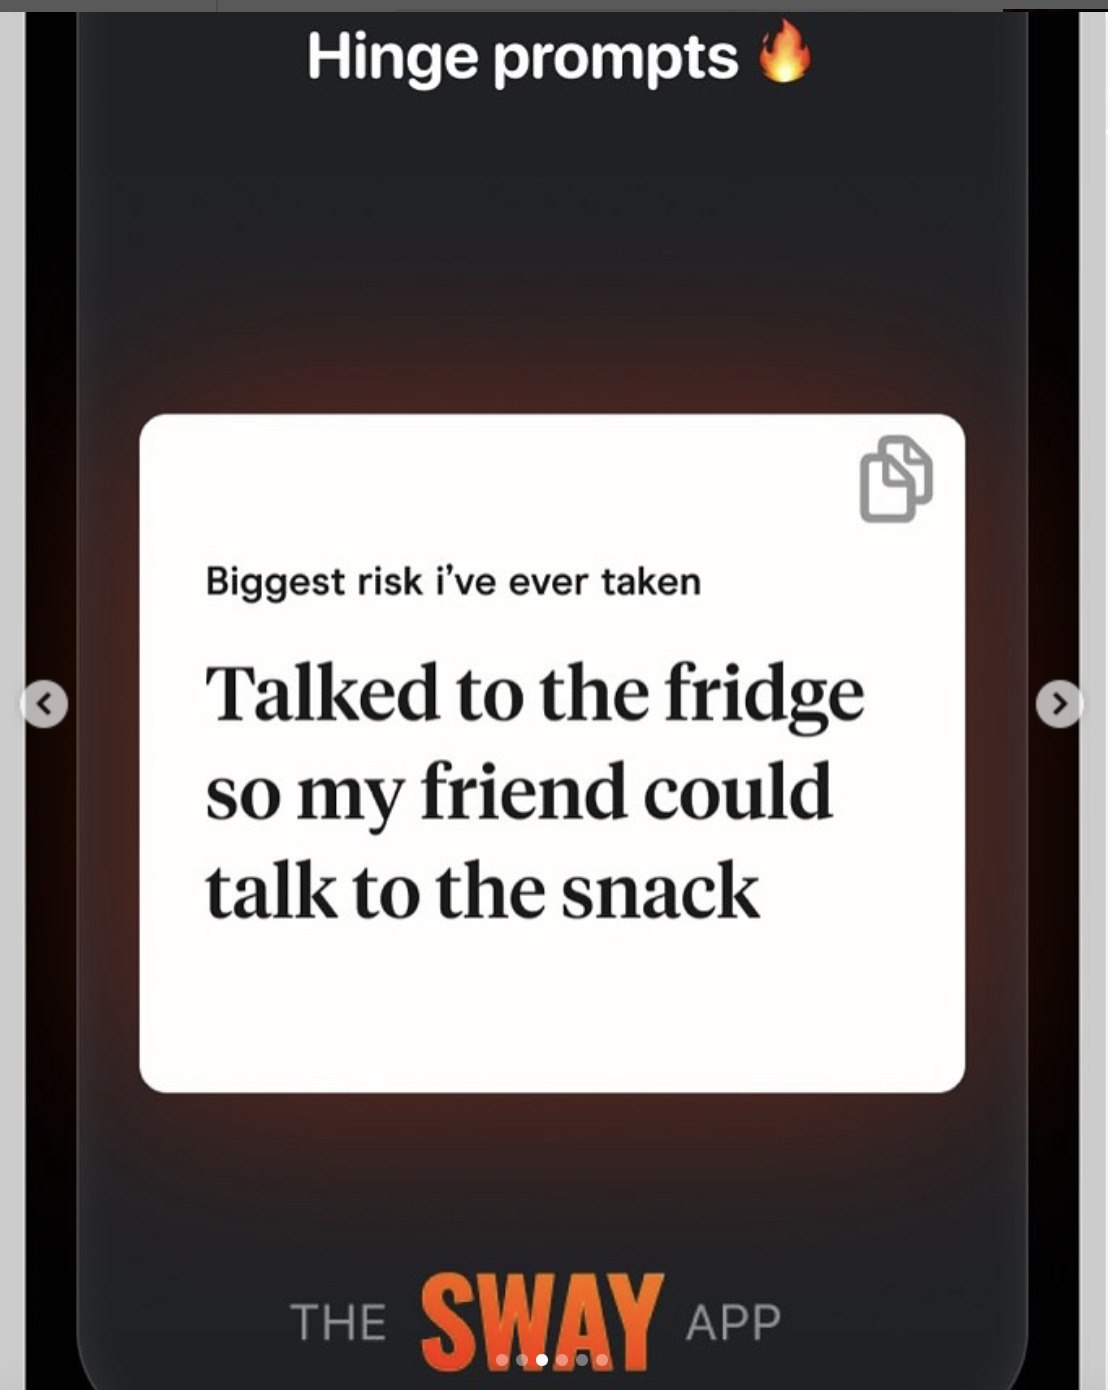 Hinge prompts 🔥
Biggest risk i've ever taken
Talked to the fridge
so my friend could
talk to the snack
THE SWAY APP